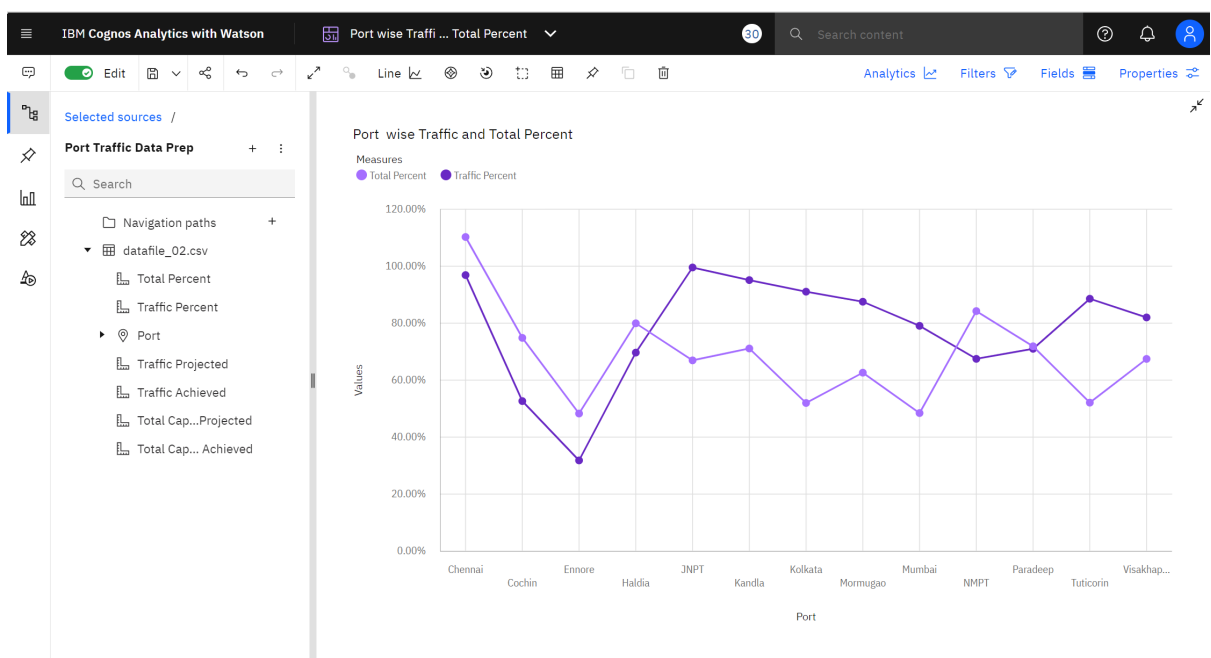 IBM Cognos Analytics with Watson
Port wise Traffi ... Total Percent
30
Search content
Edit
Line
Analytics
Filters
Fields
Properties
Selected sources /
Port Traffic Data Prep
Search
Navigation paths
datafile_02.csv
Total Percent
Traffic Percent
Port
Traffic Projected
Traffic Achieved
Total Cap...Projected
Total Cap... Achieved
Port wise Traffic and Total Percent
Measures
Total Percent Traffic Percent
120.00%
100.00%
80.00%
60.00%
40.00%
20.00%
0.00%
Values
Chennai
Cochin
Ennore
Haldia
JNPT
Kandla
Kolkata
Mormugao
Mumbai
NMPT
Paradeep
Tuticorin
Visakhap...
Port